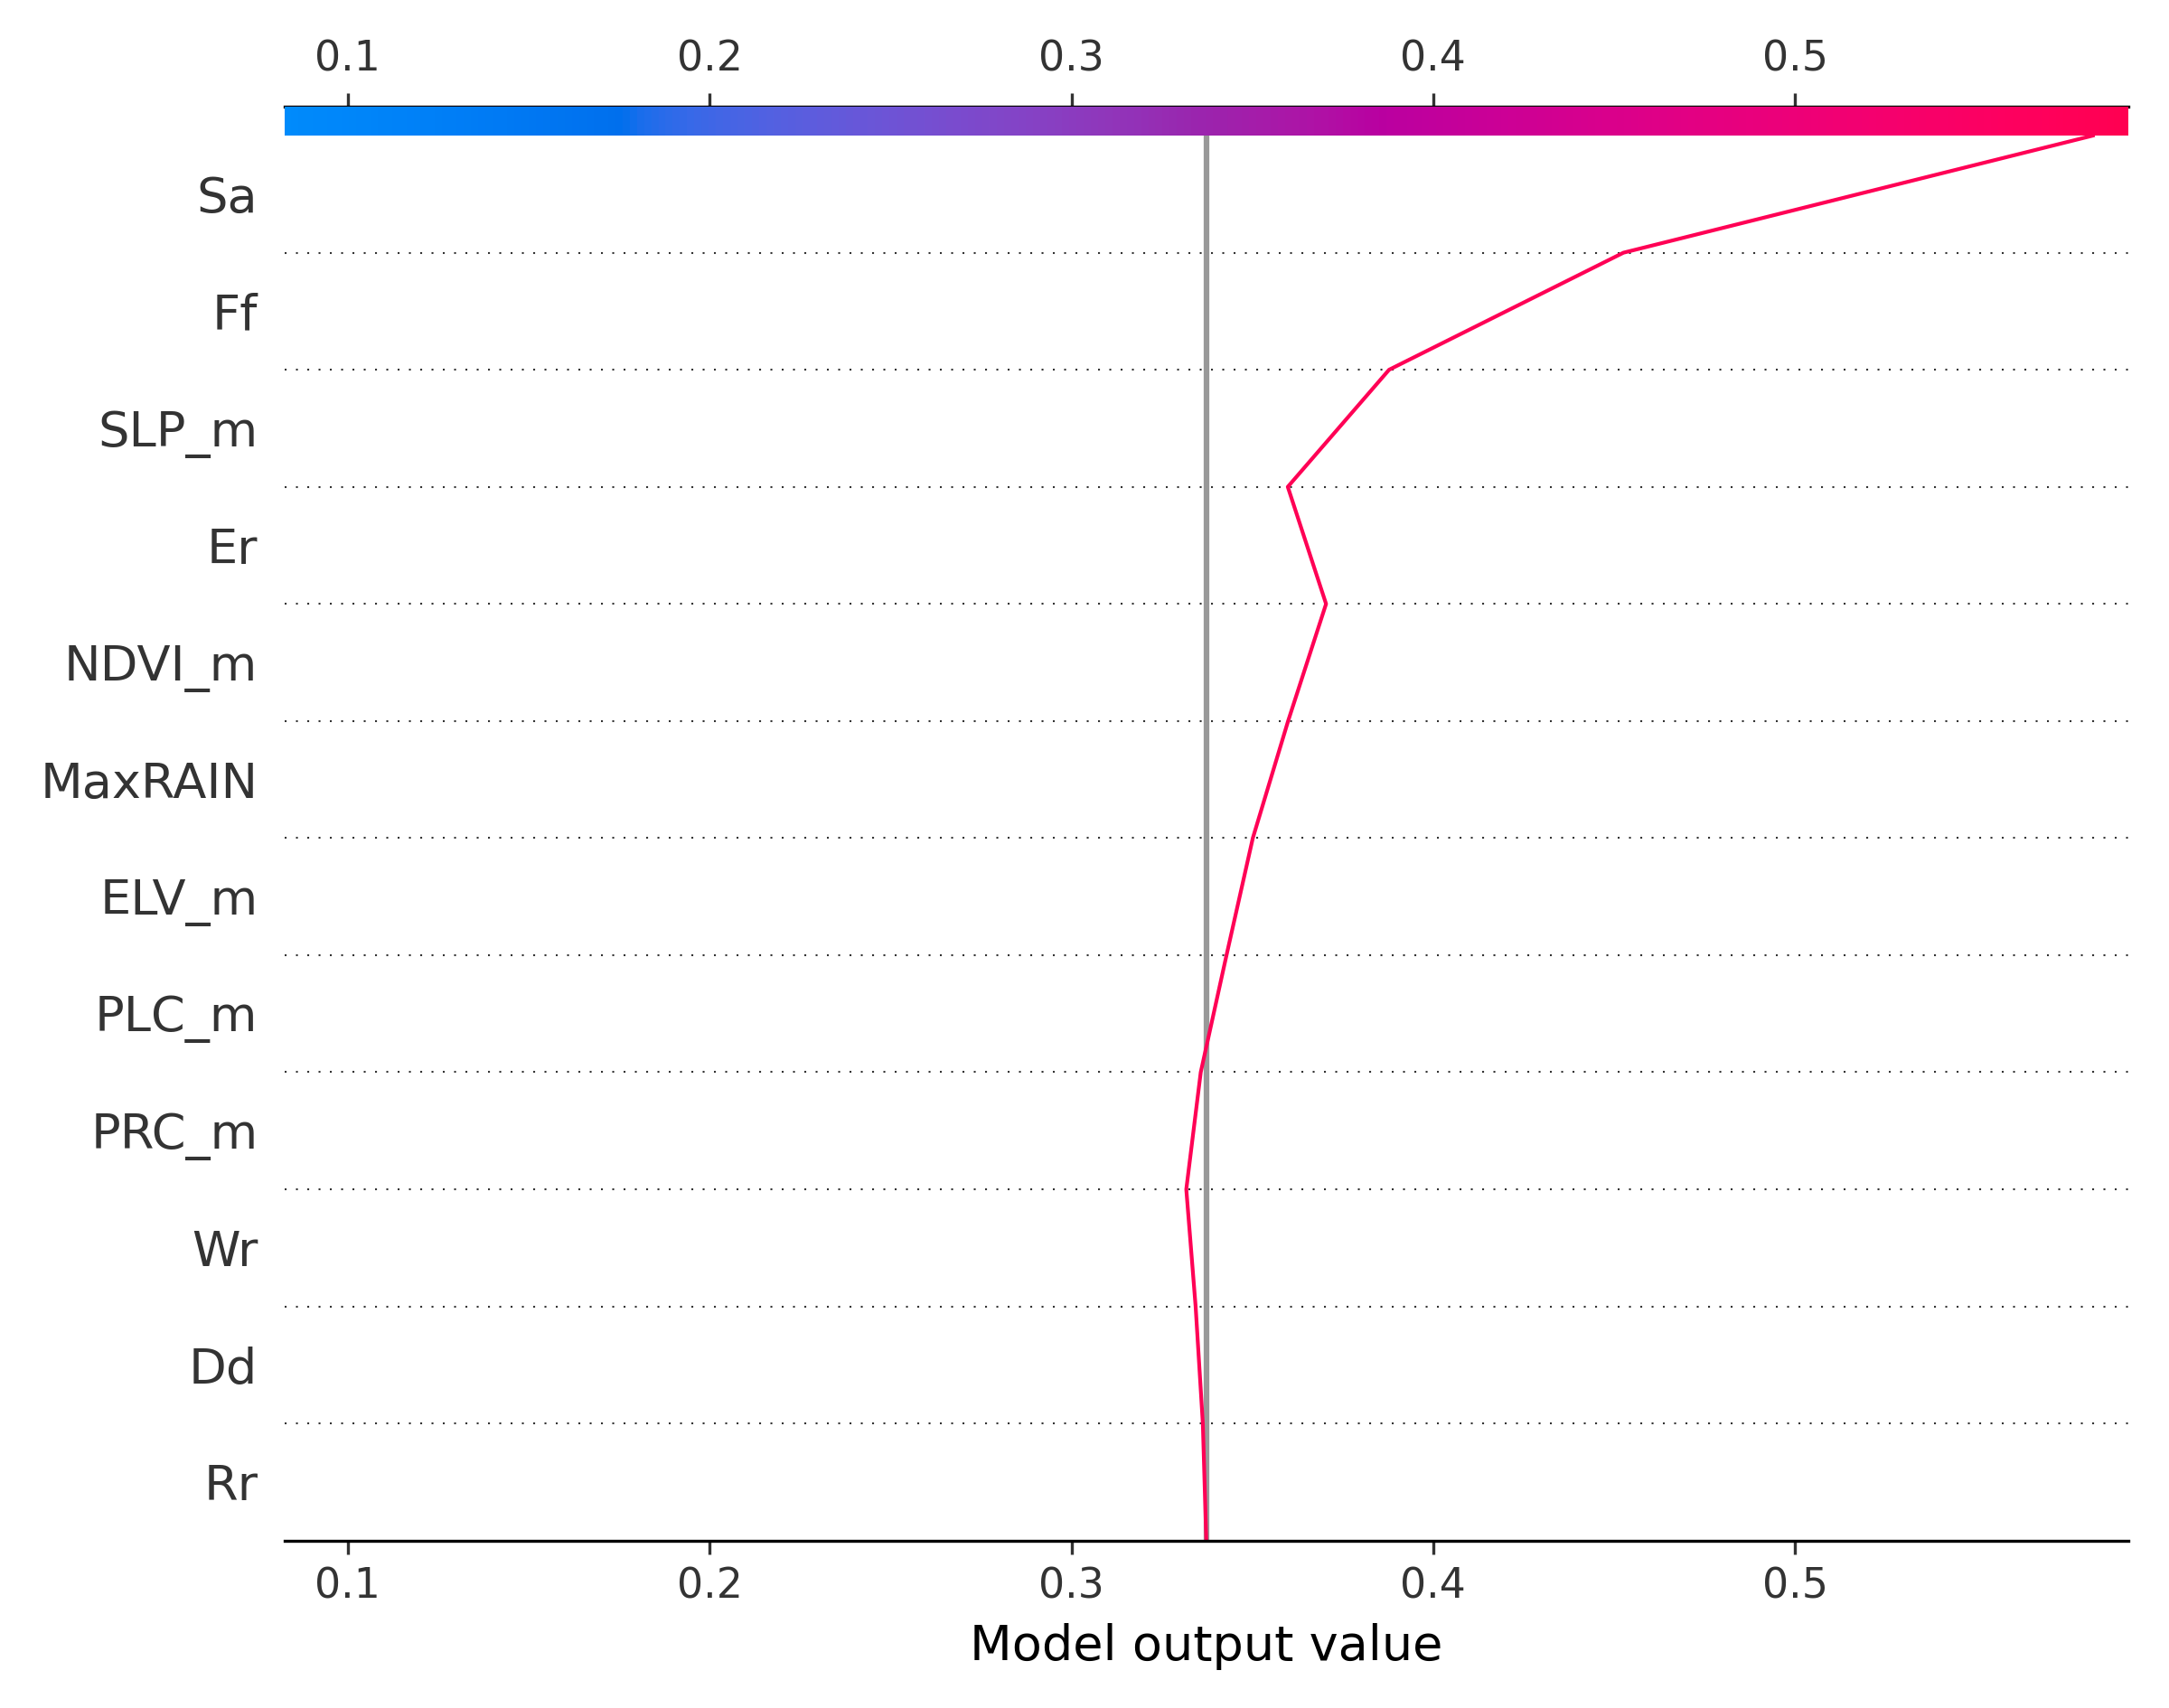 0.1 0.2 0.3 0.4 0.5
Sa
Ff
SLP_m
Er
NDVI_m
MaxRAIN
ELV_m
PLC_m
PRC_m
Wr
Dd
Rr
0.1 0.2 0.3 0.4 0.5
Model output value